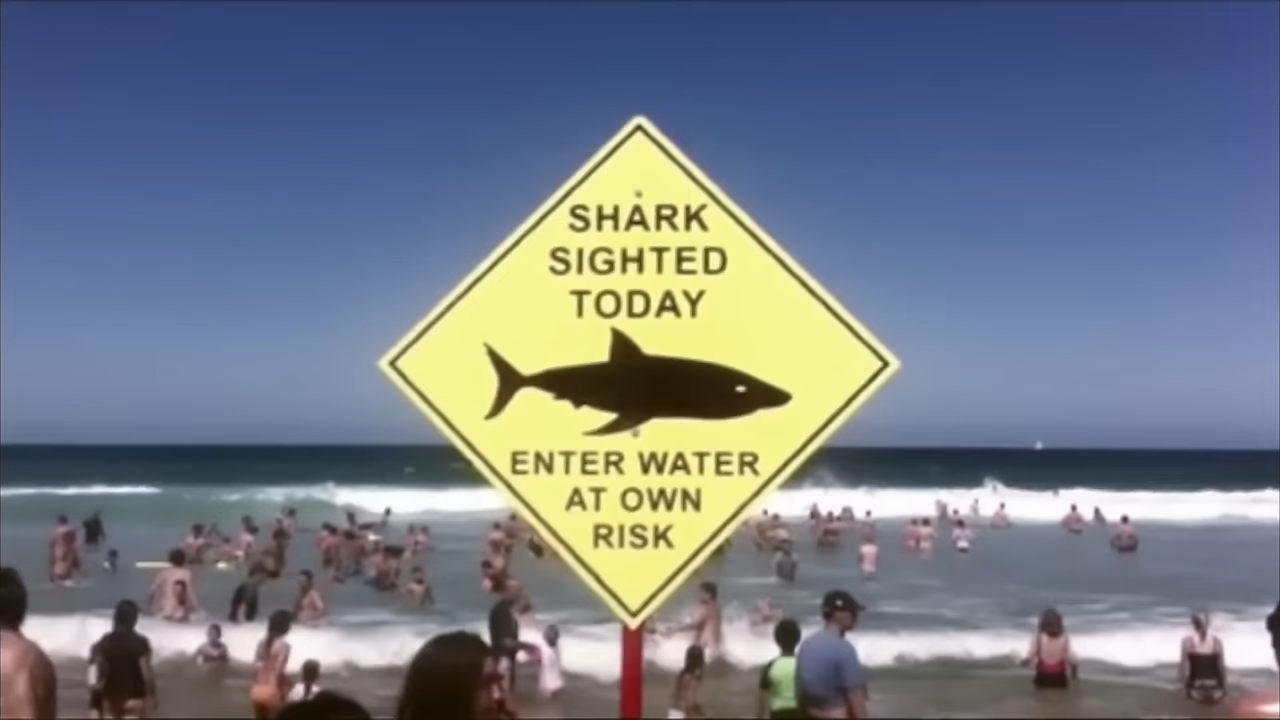 SHARK
SIGHTED
TODAY
ENTER WATER
AT OWN
RISK